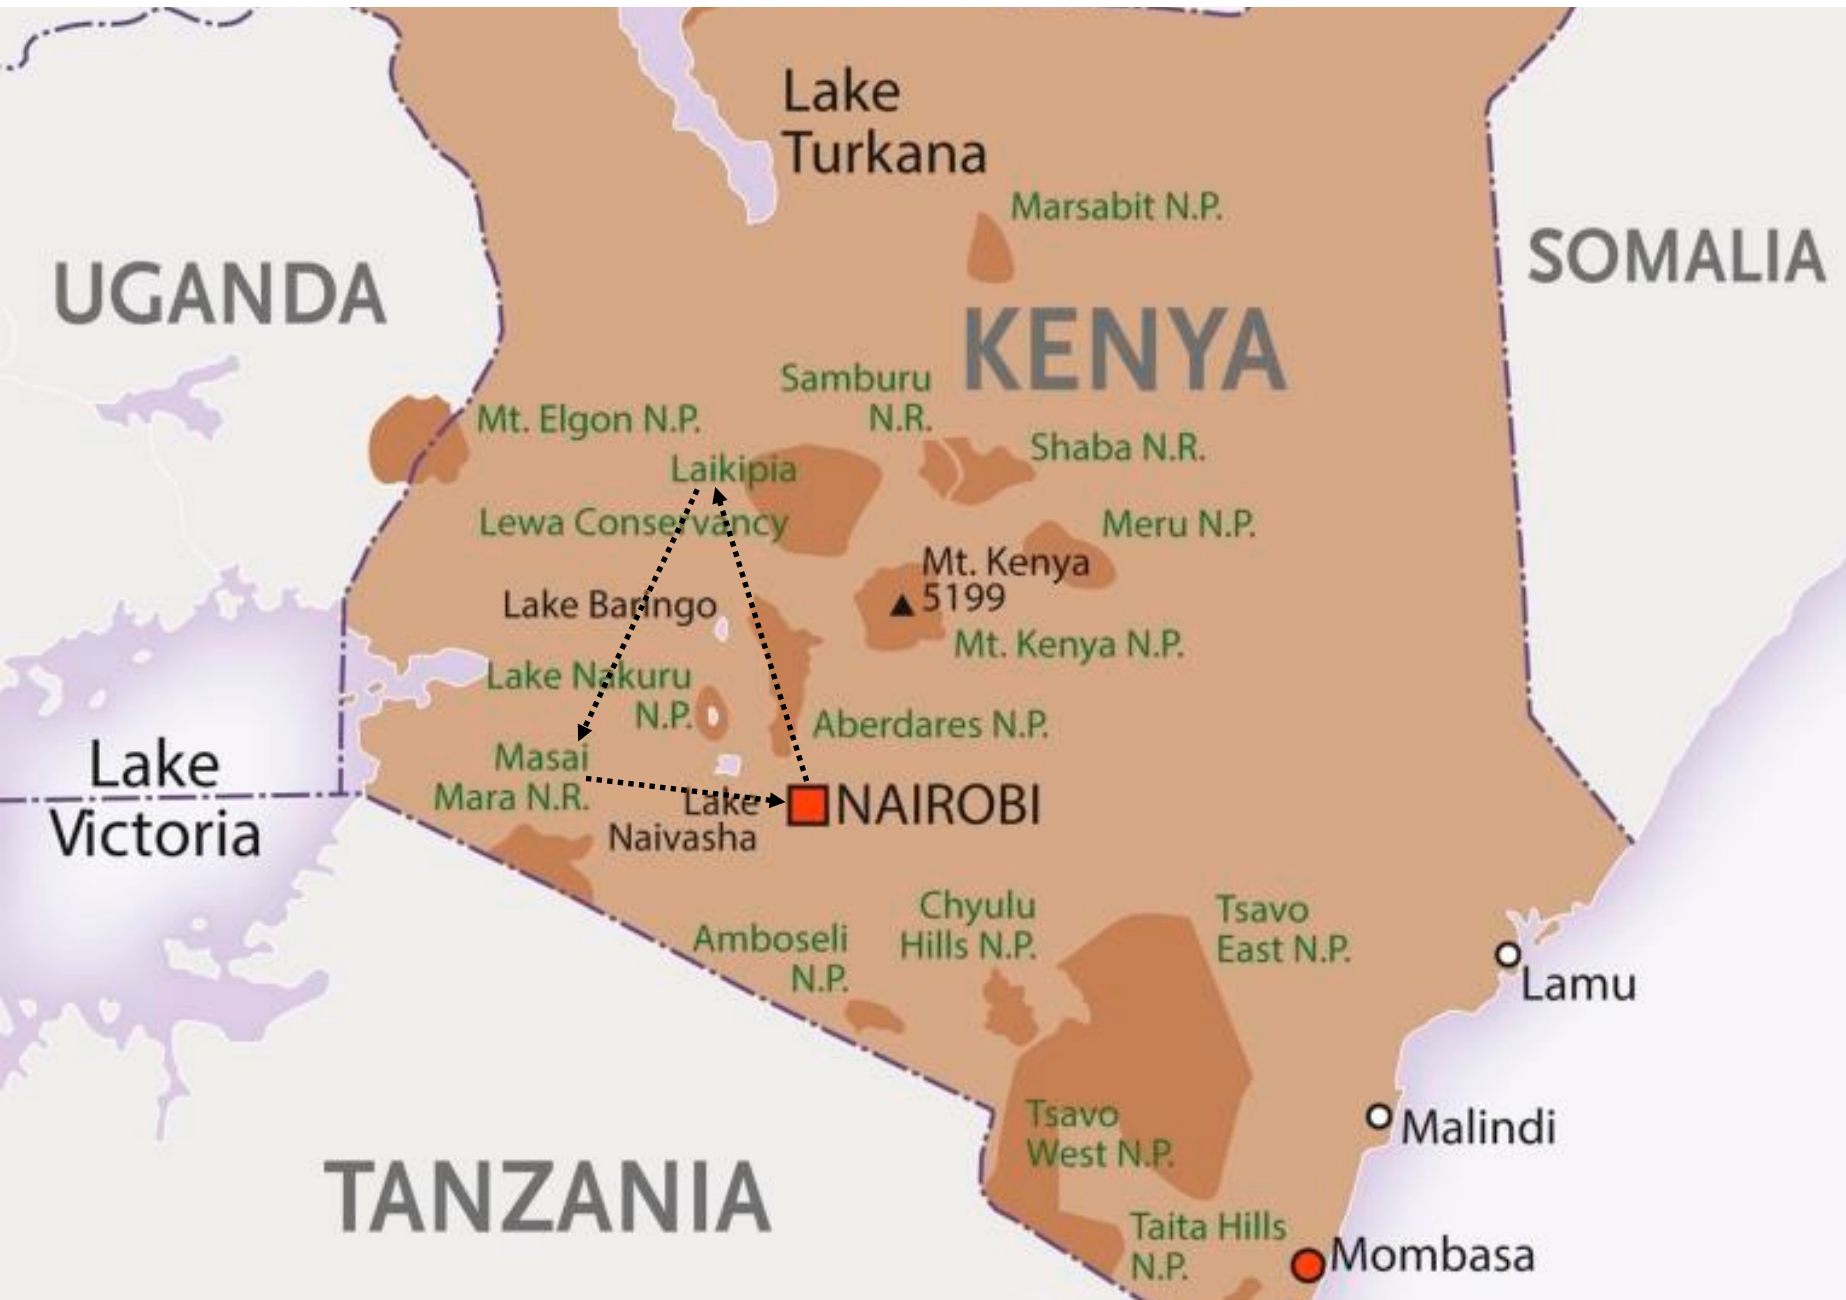 Lake
Turkana
Marsabit N.P.
UGANDA
SOMALIA
KENYA
Samburu
N.R.
Mt. Elgon N.P.
Shaba N.R.
Laikipia
Lewa Conservancy
Meru N.P.
Mt. Kenya
5199
Lake Baringo
Mt. Kenya N.P.
Lake Nakuru
N.P.
Aberdares N.P.
Masai
Mara N.R.
Lake
Victoria
Lake
Naivasha
NAIROBI
Chyulu
Hills N.P.
Tsavo
East N.P.
Amboseli
N.P.
Lamu
Tsavo
West N.P.
Malindi
TANZANIA
Taita Hills
N.P.
Mombasa